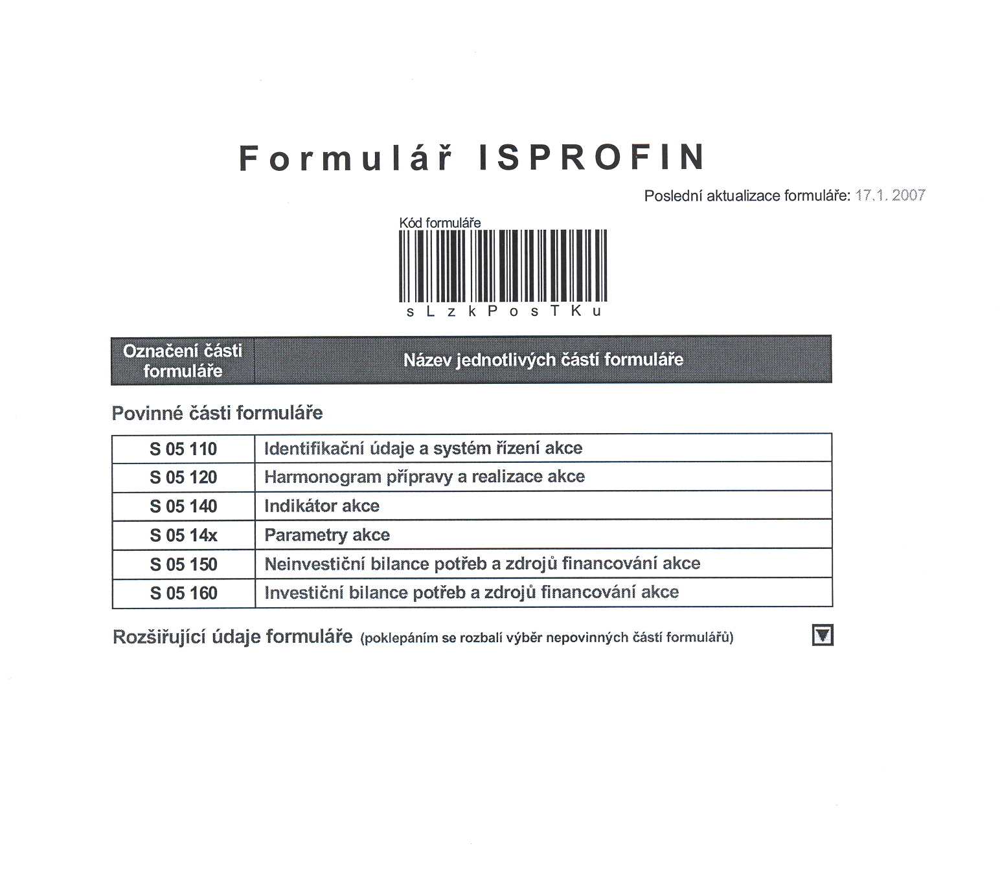 Formulář ISPROFIN
Poslední aktualizace formuláře: 17.1. 2007
Kód formuláře
sLzkPosTKu
Označení části formuláře
Název jednotlivých částí formuláře
Povinné části formuláře
S 05 110 Identifikační údaje a systém řízení akce
S 05 120 Harmonogram přípravy a realizace akce
S 05 140 Indikátor akce
S 05 14x Parametry akce
S 05 150 Neinvestiční bilance potřeb a zdrojů financování akce
S 05 160 Investiční bilance potřeb a zdrojů financování akce
Rozšiřující údaje formuláře (poklepáním se rozbalí výběr nepovinných částí formulářů)